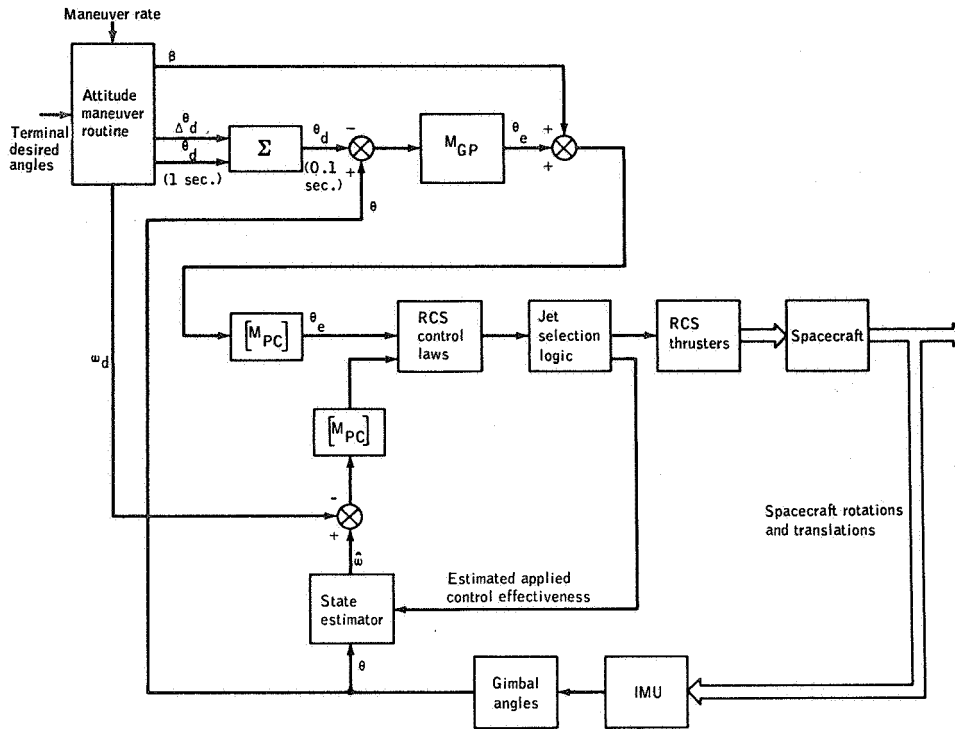 Maneuver rate
Attitude
maneuver
routine
Terminal
desired
angles
β
Δθd ,
θd
(1 sec.)
Σ
θd
(0.1
sec.)
-
+
θ
M_GP
θe
+
+
ωd
[M_PC]
θe
RCS
control
laws
Jet
selection
logic
RCS
thrusters
Spacecraft
[M_PC]
-
+
ω̂
Estimated applied
control effectiveness
Spacecraft rotations
and translations
State
estimator
θ
Gimbal
angles
IMU